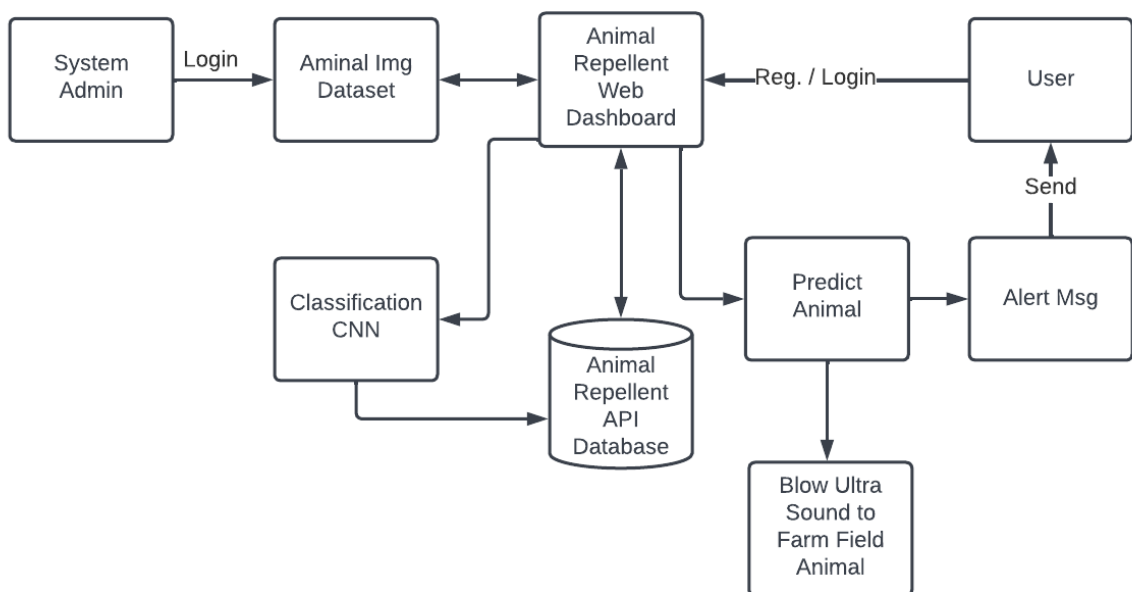 System
Admin
Login
Aminal Img
Dataset
Animal
Repellent
Web
Dashboard
Reg. / Login
User
Send
Classification
CNN
Predict
Animal
Alert Msg
Animal
Repellent
API
Database
Blow Ultra
Sound to
Farm Field
Animal